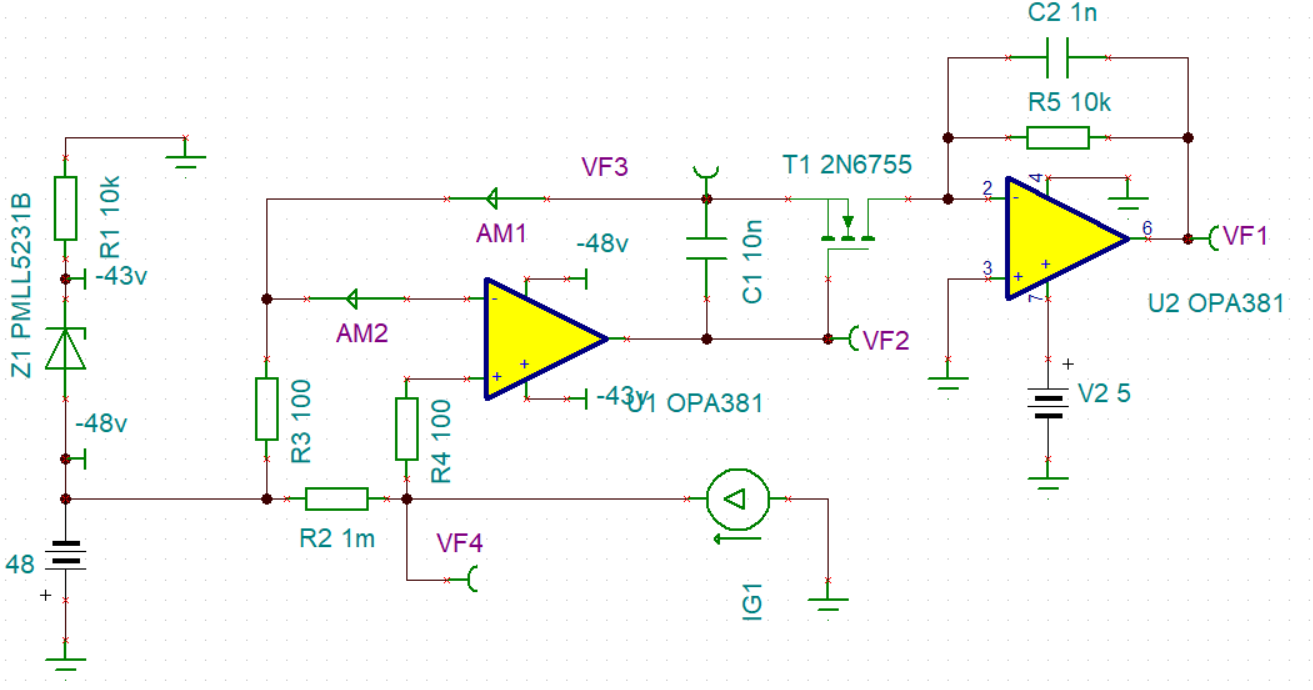 C2 1n
R5 10k
T1 2N6755
VF3
AM1
-48v
R1 10k
-43v
Z1 PMLL5231B
C1 10n
2
4
-
6
VF1
3
+
+
7
U2 OPA381
AM2
-
VF2
+
+
-43v
U1 OPA381
+
V2 5
-48v
R3 100
R4 100
R2 1m
VF4
48
+
IG1